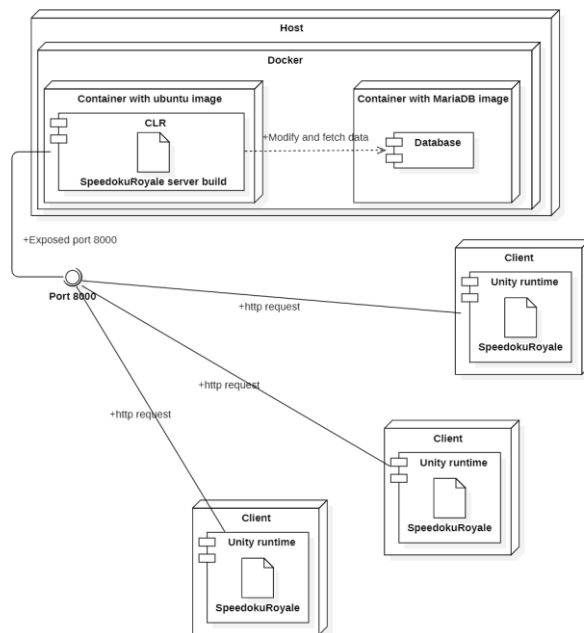 Host
Docker
Container with ubuntu image
Container with MariaDB image
CLR
+Modify and fetch data
Database
SpeedokuRoyale server build
+Exposed port 8000
Port 8000
Client
Unity runtime
+http request
SpeedokuRoyale
+http request
Client
+http request
Unity runtime
SpeedokuRoyale
Client
Unity runtime
SpeedokuRoyale